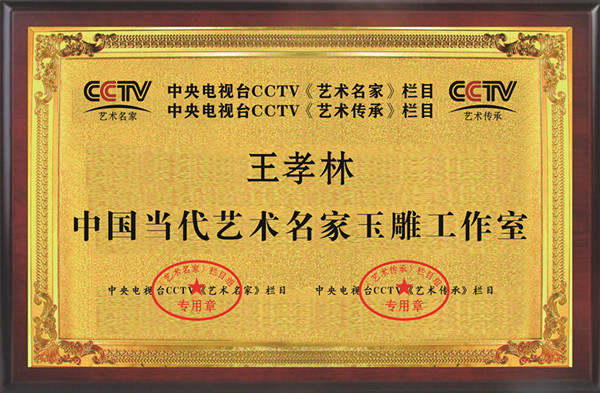 CCTV
艺术名家
中央电视台CCTV《艺术名家》栏目
中央电视台CCTV《艺术传承》栏目
CCTV
艺术传承
王孝林
中国当代艺术名家玉雕工作室
《艺术名家》栏目组
专用章
中央电视台CCTV《艺术名家》栏目
《艺术传承》栏目组
专用章
中央电视台CCTV《艺术传承》栏目